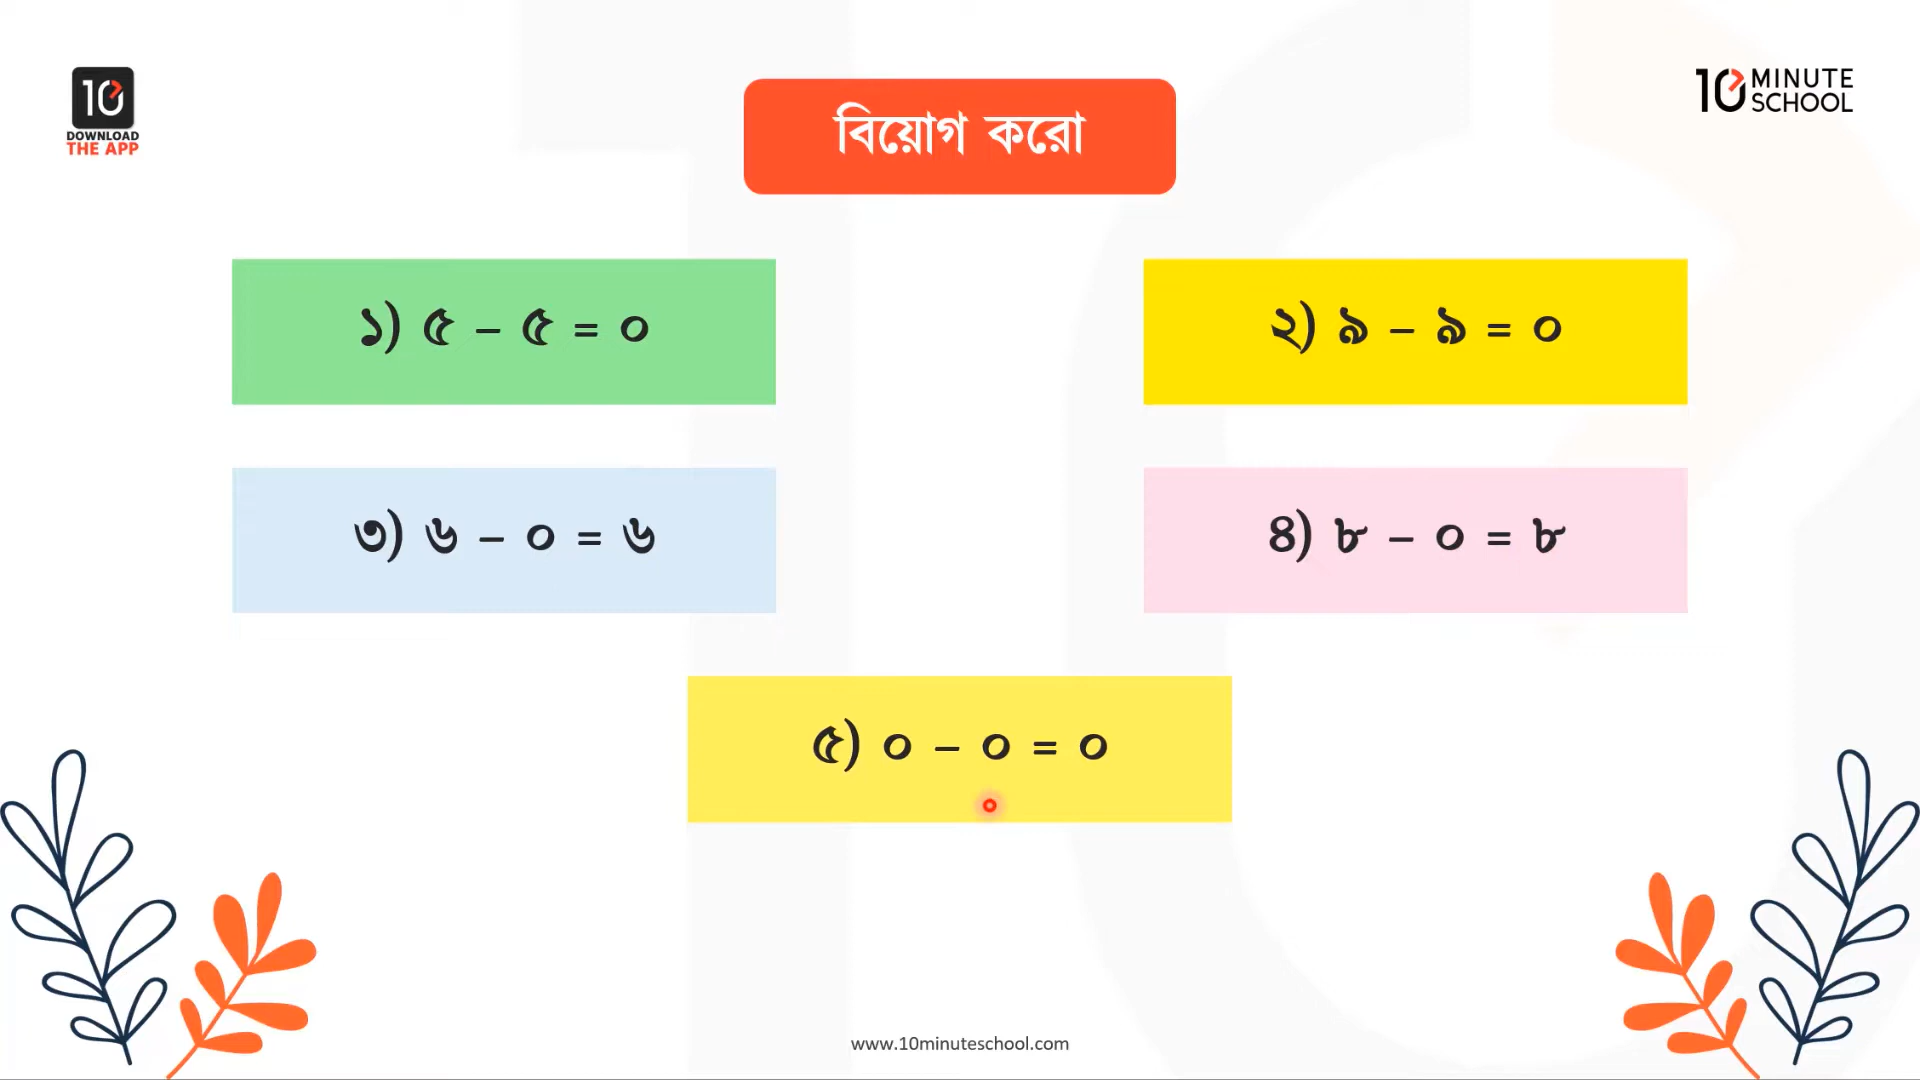 10
DOWNLOAD
THE APP
বিয়োগ করো
10 MINUTE
SCHOOL
১) ৫ – ৫ = ০
২) ৯ – ৯ = ০
৩) ৬ – ০ = ৬
৪) ৮ – ০ = ৮
৫) ০ – ০ = ০
www.10minuteschool.com